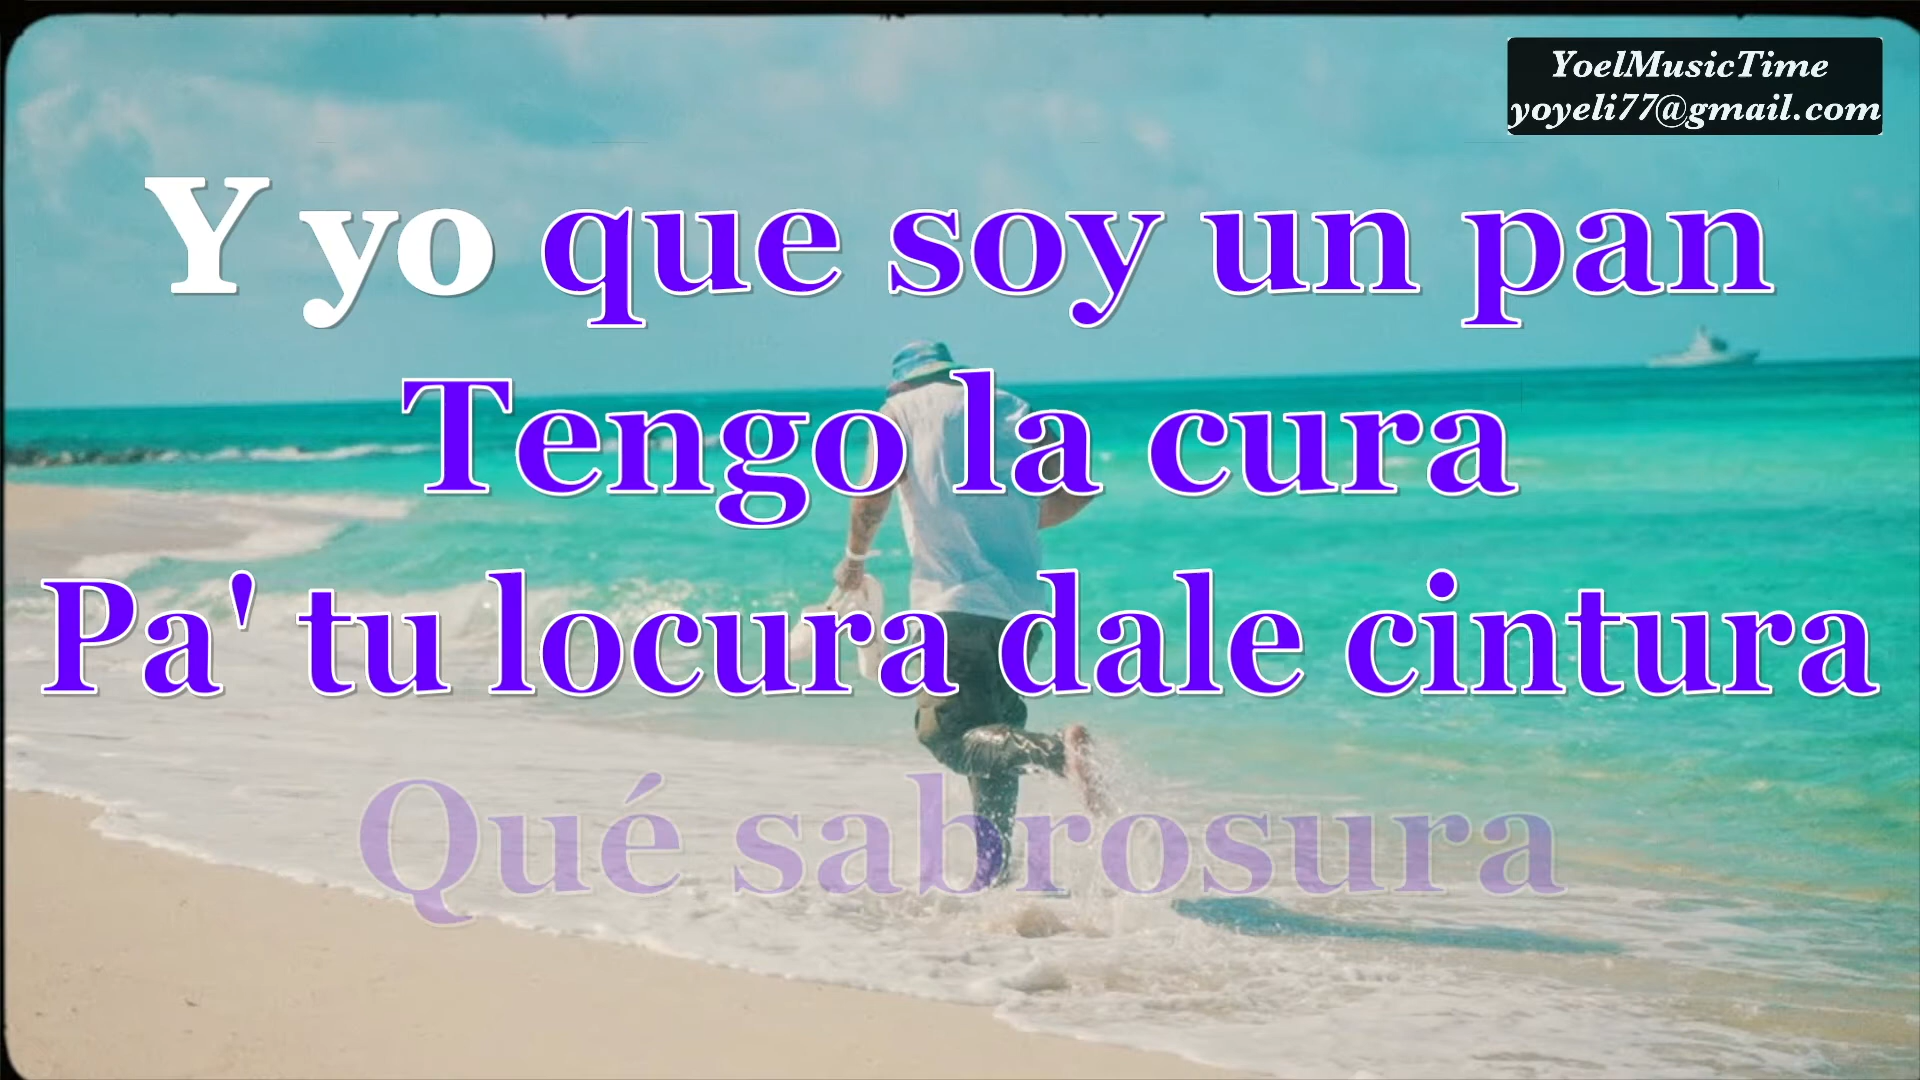 YoelMusicTime
yoyeli77@gmail.com
Y yo que soy un pan
Tengo la cura
Pa' tu locura dale cintura
Qué sabrosura